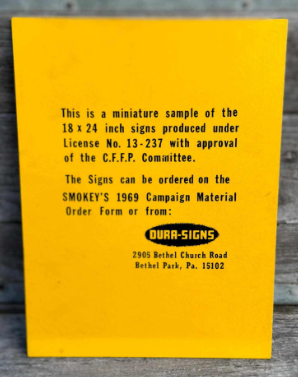 This is a miniature sample of the
18 x 24 inch signs produced under
License No. 13-237 with approval
of the C.F.F.P. Committee.
The Signs can be ordered on the
SMOKEY'S 1969 Campaign Material
Order Form or from:
DURA-SIGNS
2905 Bethel Church Road
Bethel Park, Pa. 15102